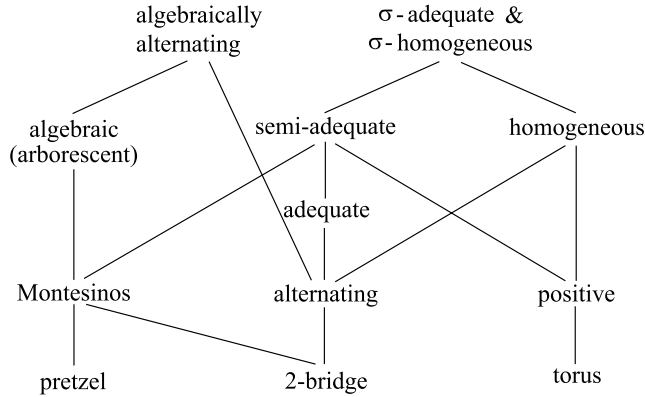 algebraically
alternating
σ-adequate &
σ-homogeneous
algebraic
(arborescent)
semi-adequate
homogeneous
adequate
Montesinos
alternating
positive
pretzel
2-bridge
torus